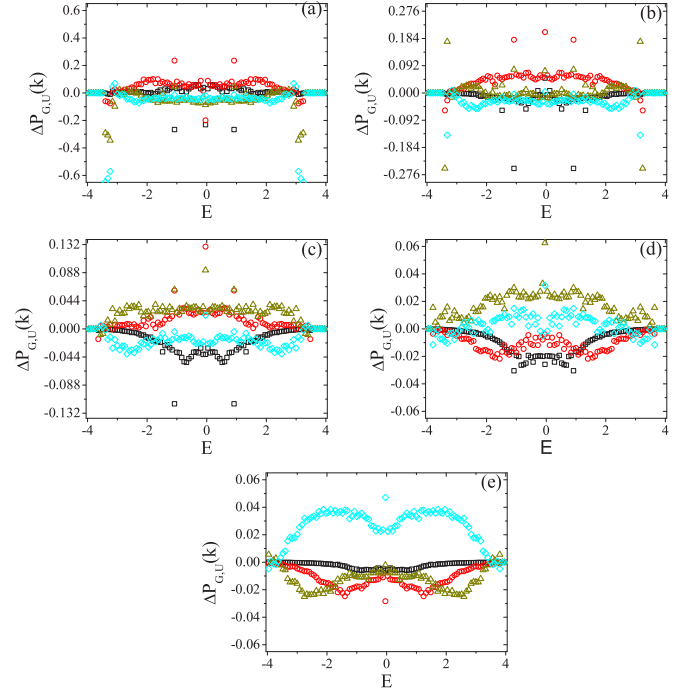 (a)
0.6
0.4
0.2
0.0
-0.2
-0.4
-0.6
ΔP_G,U(k)
-4 -2 0 2 4
E
(b)
0.276
0.184
0.092
0.000
-0.092
-0.184
-0.276
ΔP_G,U(k)
-4 -2 0 2 4
E
(c)
0.132
0.088
0.044
0.000
-0.044
-0.088
-0.132
ΔP_G,U(k)
-4 -2 0 2 4
E
(d)
0.06
0.04
0.02
0.00
-0.02
-0.04
-0.06
ΔP_G,U(k)
-4 -2 0 2 4
E
(e)
0.06
0.04
0.02
0.00
-0.02
-0.04
-0.06
ΔP_G,U(k)
-4 -2 0 2 4
E